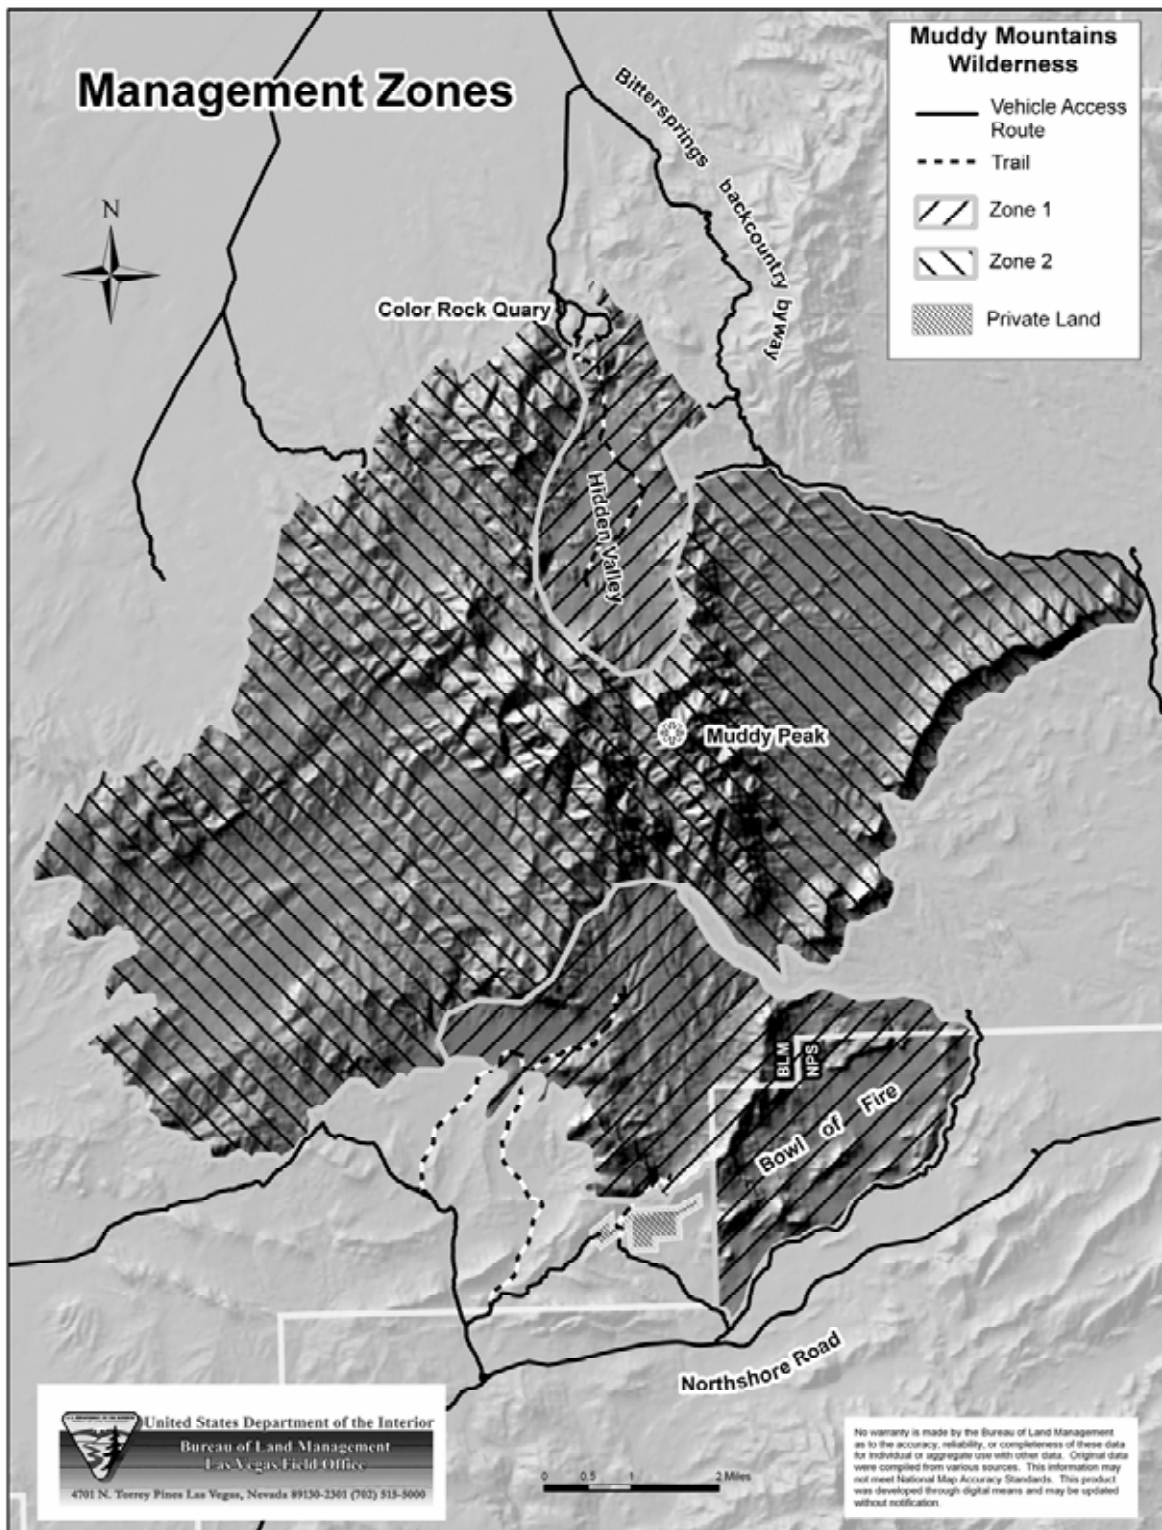 Management Zones
Muddy Mountains
Wilderness
Vehicle Access
Route
Trail
Zone 1
Zone 2
Private Land
N
Bittersprings backcountry byway
Color Rock Quary
Hidden Valley
Muddy Peak
BLM
NPS
Bowl of Fire
Northshore Road
United States Department of the Interior
Bureau of Land Management
Las Vegas Field Office
4701 N. Torrey Pines Las Vegas, Nevada 89130-2301 (702) 515-5000
0 0.5 1 2 Miles
No warranty is made by the Bureau of Land Management
as to the accuracy, reliability, or completeness of these data
for individual or aggregate use with other data. Original data
were compiled from various sources. This information may
not meet National Map Accuracy Standards. This product
was developed through digital means and may be updated
without notification.